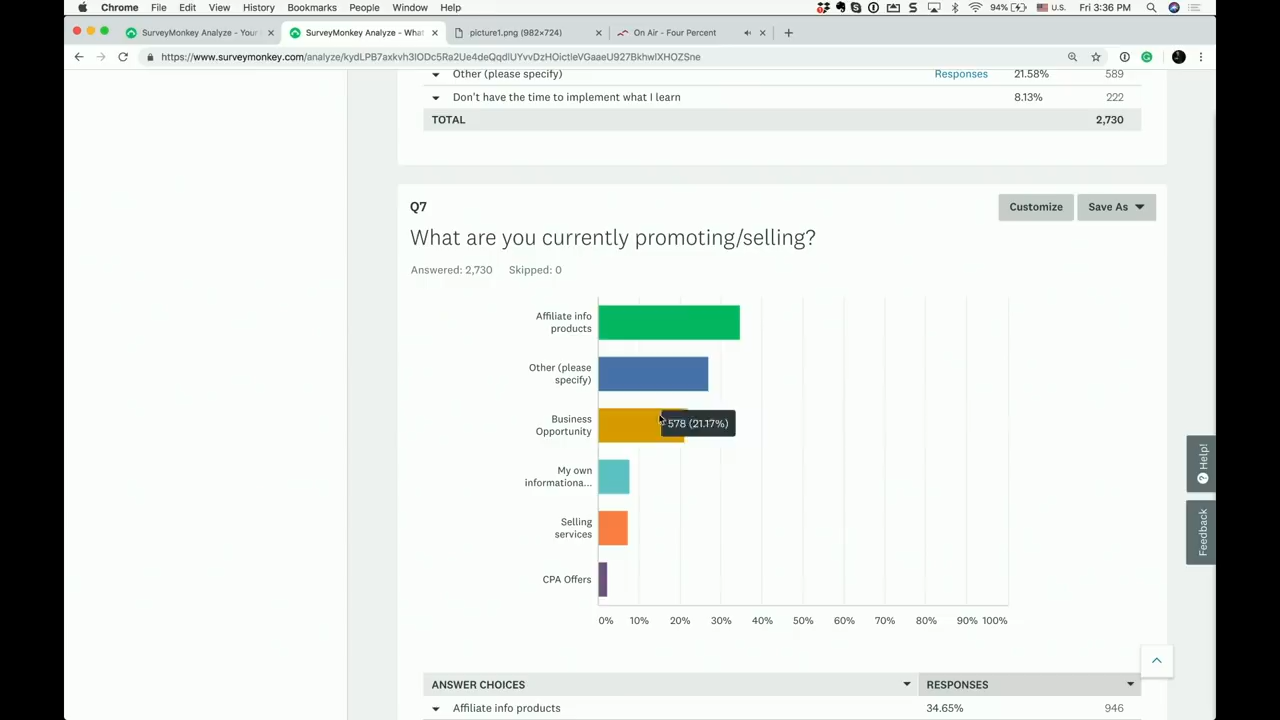 Chrome File Edit View History Bookmarks People Window Help 94% U.S. Fri 3:36 PM
SurveyMonkey Analyze - Your SurveyMonkey Analyze - What picture1.png (982×724) On Air - Four Percent
Other (please specify) Responses 21.58% 589
Don't have the time to implement what I learn 8.13% 222
TOTAL 2,730
Q7 Customize Save As
What are you currently promoting/selling?
Answered: 2,730 Skipped: 0
Affiliate info
products
Other (please
specify)
Business
Opportunity
578 (21.17%)
My own
informationa...
Selling
services
CPA Offers
0% 10% 20% 30% 40% 50% 60% 70% 80% 90% 100%
Help!
Feedback
ANSWER CHOICES RESPONSES
Affiliate info products 34.65% 946